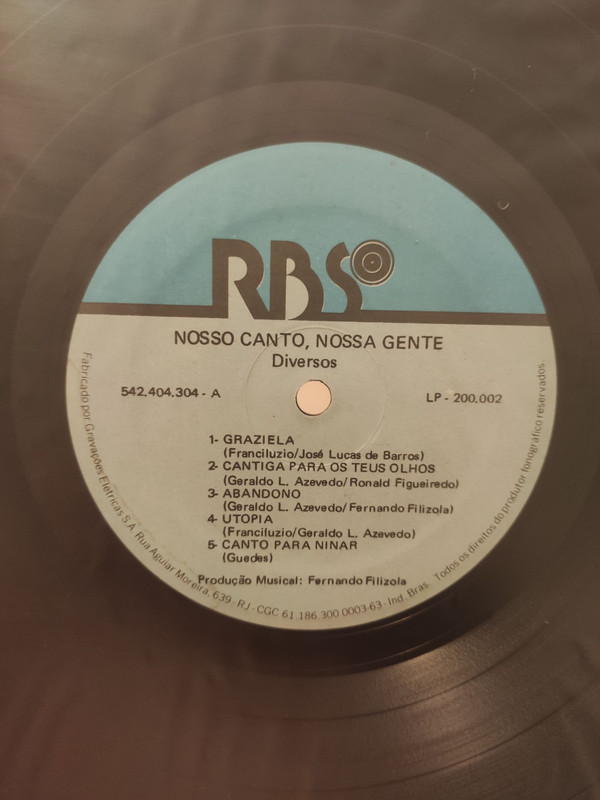 RBS
NOSSO CANTO, NOSSA GENTE
Diversos
542.404.304 - A
LP - 200.002
1- GRAZIELA
(Franciluzio/José Lucas de Barros)
2- CANTIGA PARA OS TEUS OLHOS
(Geraldo L. Azevedo/Ronald Figueiredo)
3- ABANDONO
(Geraldo L. Azevedo/Fernando Filizola)
4- UTOPIA
(Franciluzio/Geraldo L. Azevedo)
5- CANTO PARA NINAR
(Guedes)
Produção Musical: Fernando Filizola
Fabricado por Gravações Elétricas S.A. Rua Aguiar Moreira, 639 - RJ - CGC 61.186.300.0003-63 - Ind. Bras. Todos os direitos do produtor fonográfico reservados.